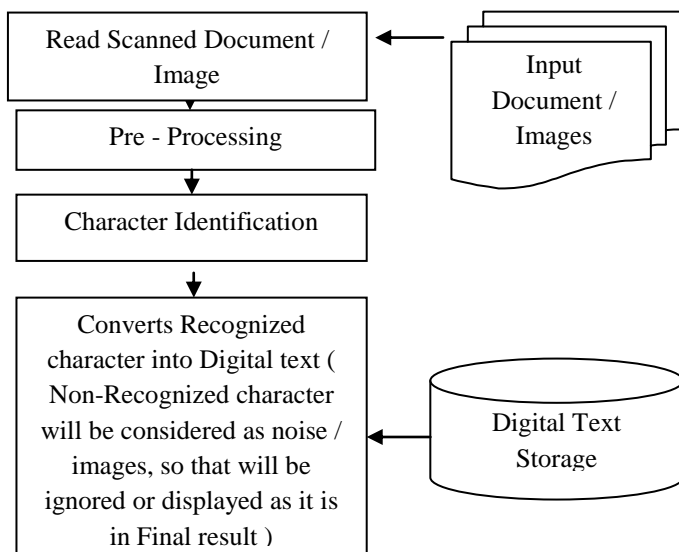 Read Scanned Document /
Image
Input
Document /
Images
Pre - Processing
Character Identification
Converts Recognized
character into Digital text (
Non-Recognized character
will be considered as noise /
images, so that will be
ignored or displayed as it is
in Final result )
Digital Text
Storage